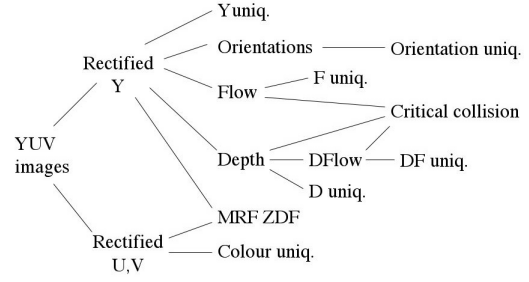 Yuniq.
Orientations
Orientation uniq.
Rectified
Y
F uniq.
Flow
Critical collision
YUV
images
Depth
DFlow
DF uniq.
D uniq.
MRF ZDF
Rectified
U,V
Colour uniq.